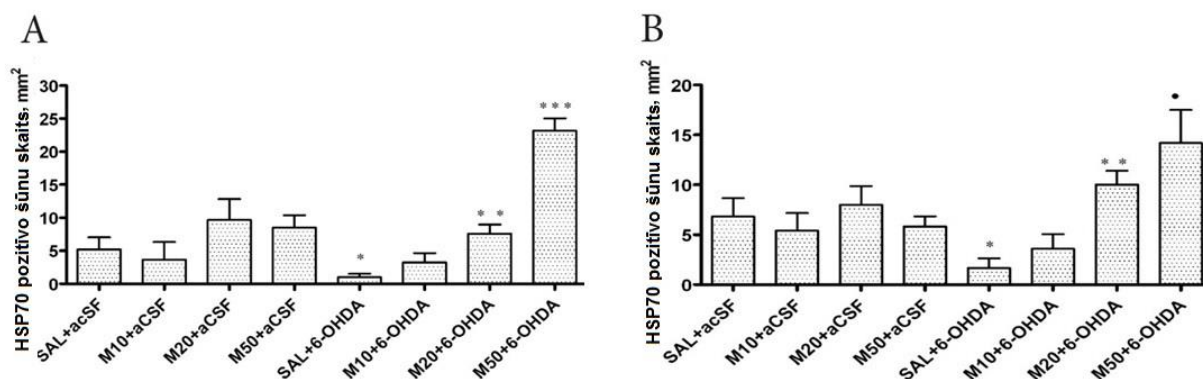 A
HSP70 pozitīvo šūnu skaits, mm²
30
25
20
15
10
5
0
*
* *
* * *
SAL+acSF
M10+aCSF
M20+aCSF
M50+aCSF
SAL+6-OHDA
M10+6-OHDA
M20+6-OHDA
M50+6-OHDA
B
HSP70 pozitīvo šūnu skaits, mm²
20
15
10
5
0
*
* *
•
SAL+acSF
M10+aCSF
M20+aCSF
M50+aCSF
SAL+6-OHDA
M10+6-OHDA
M20+6-OHDA
M50+6-OHDA